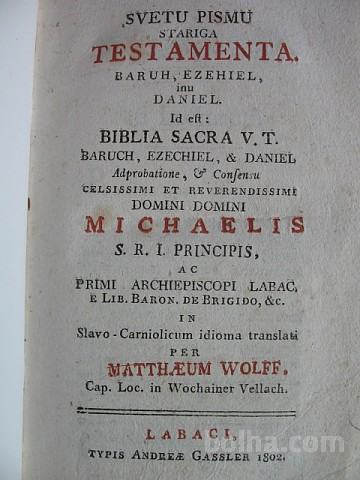 SVETU PISMU
STARIGA
TESTAMENTA.
BARUH, EZEHIEL,
inu
DANIEL.
Id est:
BIBLIA SACRA V. T.
BARUCH, EZECHIEL, & DANIEL
Adprobatione, & Consensu
CELSISSIMI ET REVERENDISSIMI
DOMINI DOMINI
MICHAELIS
S. R. I. PRINCIPIS,
AC
PRIMI ARCHIEPISCOPI LABAC,
E LIB. BARON. DE BRIGIDO, &c.
IN
Slavo-Carniolicum idioma translati
PER
MATTHÆUM WOLFF.
Cap. Loc. in Wochainer Vellach.
LABACI,
TYPIS ANDREÆ GASSLER 1802.
bolha.com